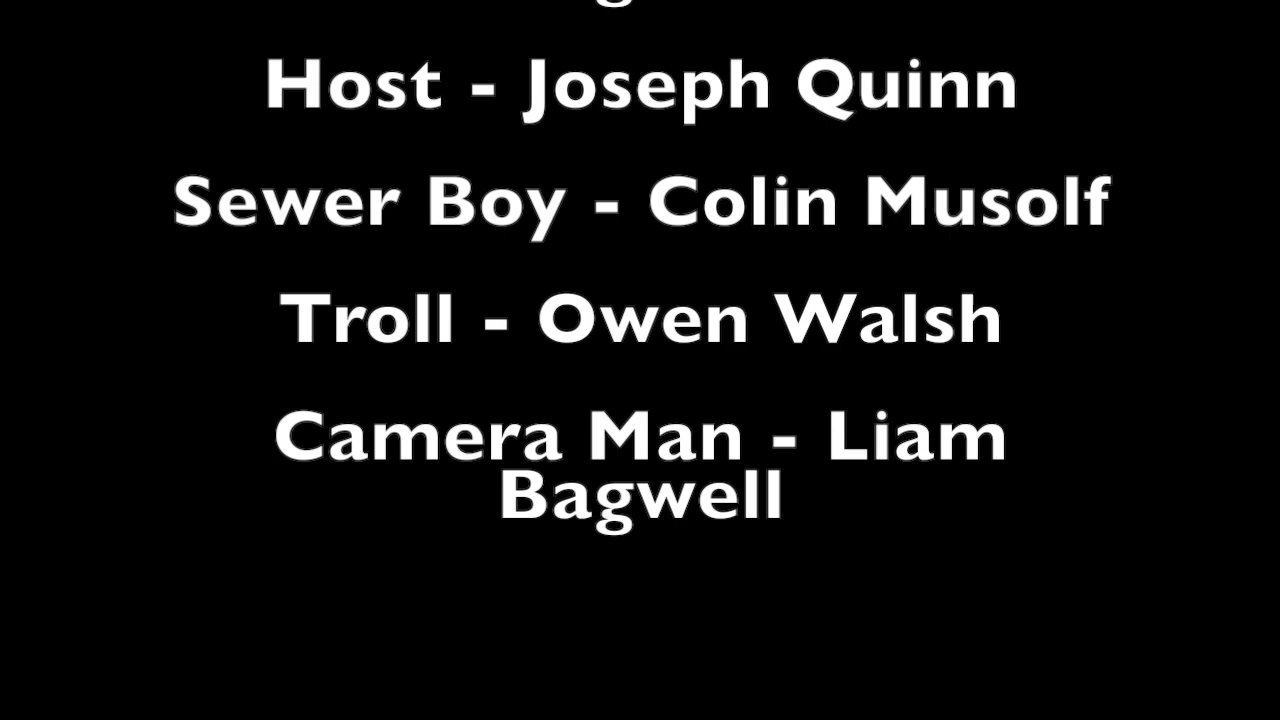 Host - Joseph Quinn
Sewer Boy - Colin Musolf
Troll - Owen Walsh
Camera Man - Liam
Bagwell